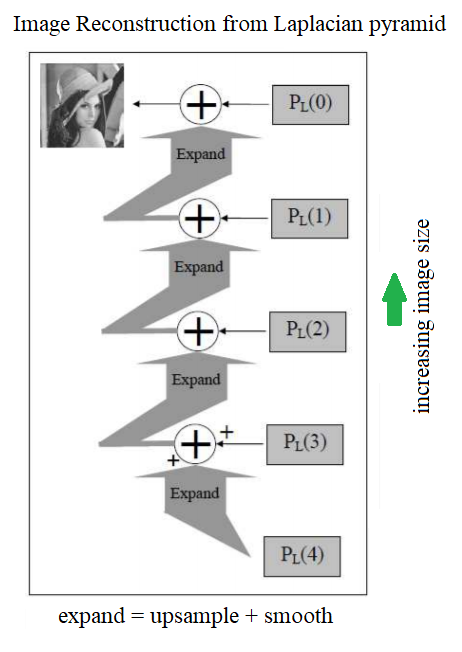 Image Reconstruction from Laplacian pyramid
+
P_L(0)
Expand
+
P_L(1)
Expand
+
P_L(2)
Expand
+
+
+
P_L(3)
Expand
P_L(4)
increasing image size
expand = upsample + smooth